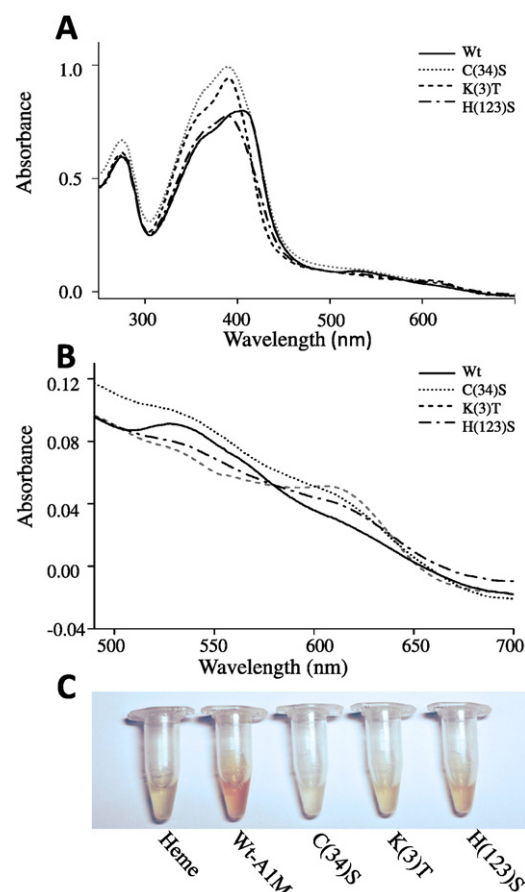 A
Wt
C(34)S
K(3)T
H(123)S
1.0
0.5
0.0
Absorbance
300
400
500
600
Wavelength (nm)
B
Wt
C(34)S
K(3)T
H(123)S
0.12
0.08
0.04
0.00
-0.04
Absorbance
500
550
600
650
700
Wavelength (nm)
C
Heme
Wt-A1M
C(34)S
K(3)T
H(123)S